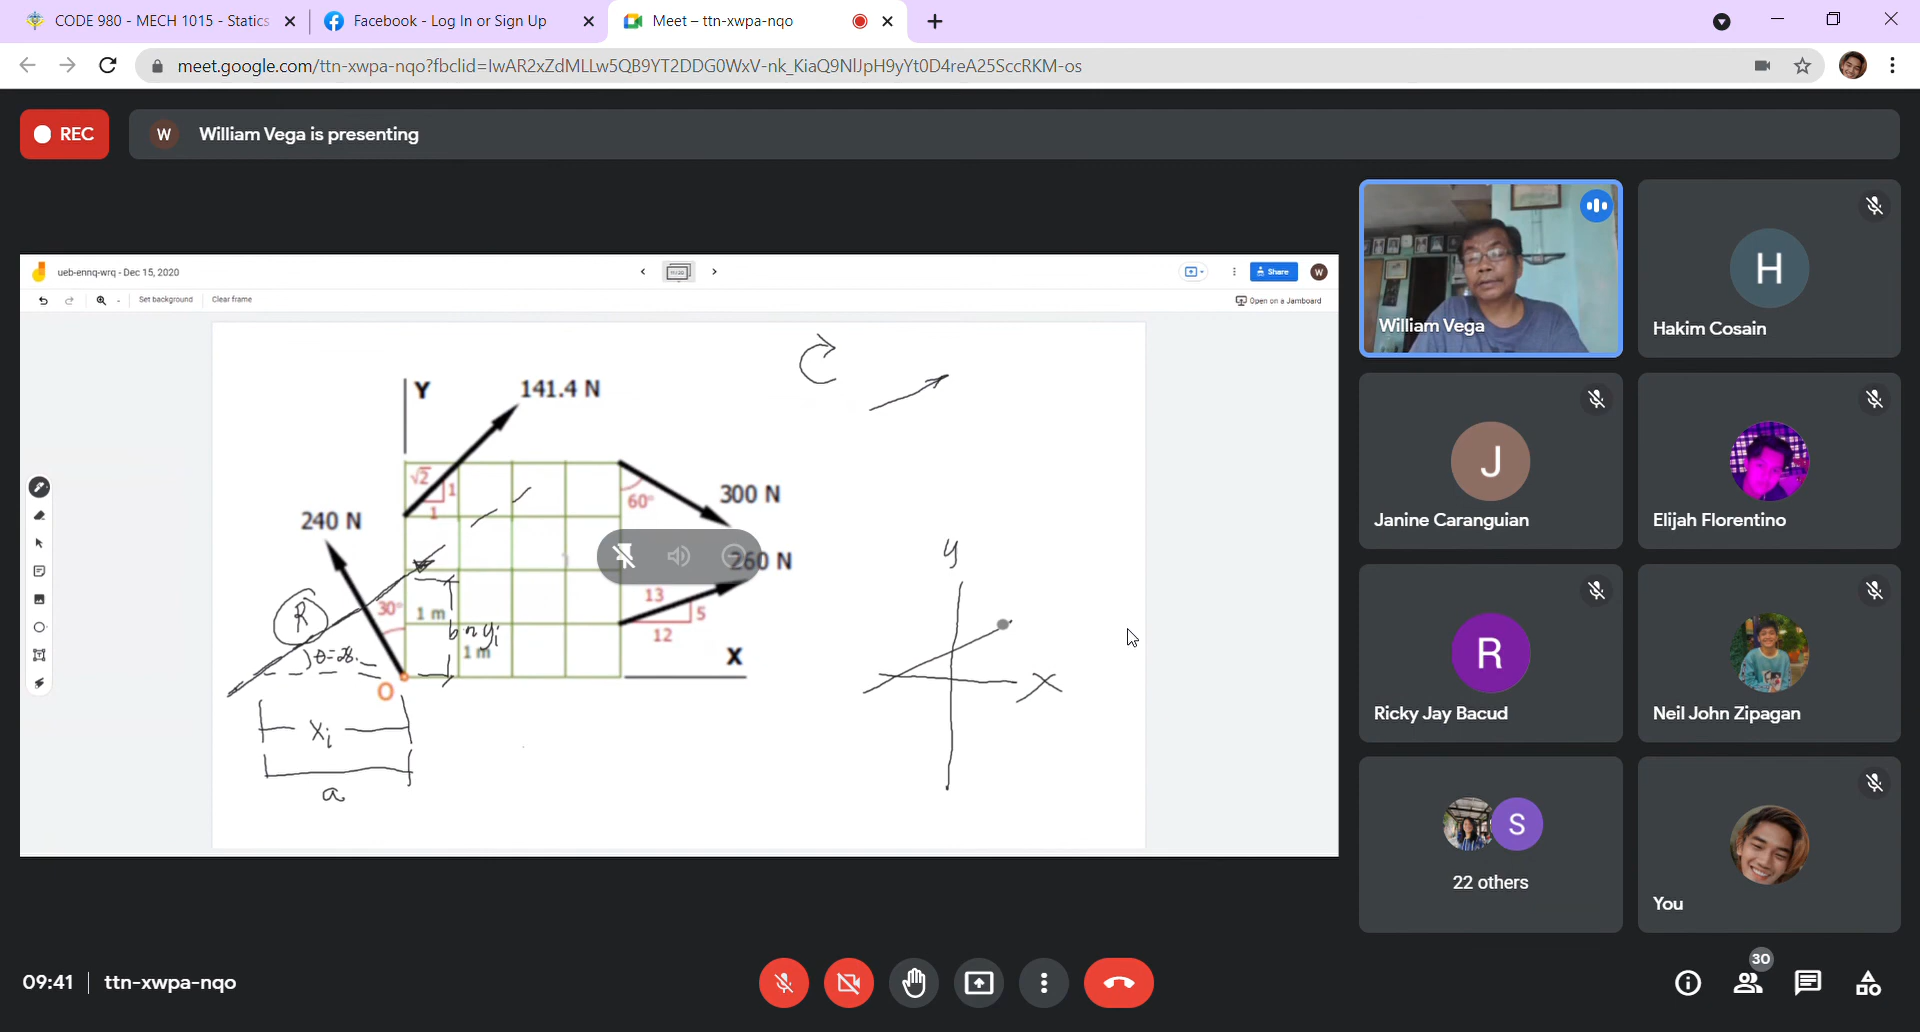 CODE 980 - MECH 1015 - Statics
Facebook - Log In or Sign Up
Meet – ttn-xwpa-nqo
meet.google.com/ttn-xwpa-nqo?fbclid=IwAR2xZdMLLw5QB9YT2DDG0WxV-nk_KiaQ9NIJpH9yYt0D4reA25SccRKM-os
REC
W
William Vega is presenting
ueb-ennq-wrq - Dec 15, 2020
Share
W
Set background
Clear frame
Open on a Jamboard
Y
141.4 N
√2
1
1
60°
300 N
240 N
260 N
30°
1 m
13
5
12
1 m
X
O
R
θ=
b
yi
xi
a
y
x
William Vega
H
Hakim Cosain
J
Janine Caranguian
Elijah Florentino
R
Ricky Jay Bacud
Neil John Zipagan
S
22 others
You
09:41
ttn-xwpa-nqo
30